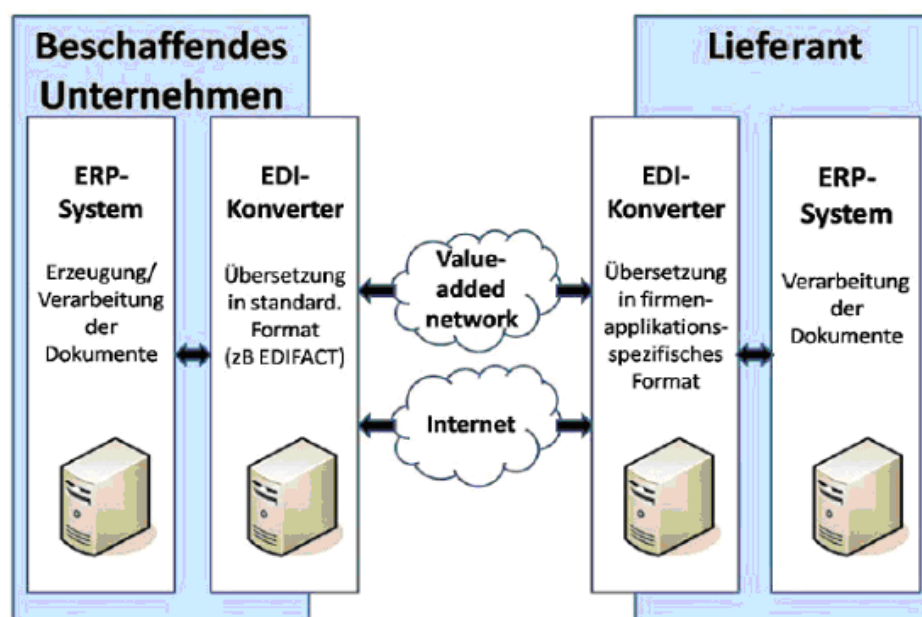 Beschaffendes
Unternehmen
ERP-
System
Erzeugung/
Verarbeitung
der
Dokumente
EDI-
Konverter
Übersetzung
in standard.
Format
(zB EDIFACT)
Value-
added
network
Internet
Lieferant
EDI-
Konverter
Übersetzung
in firmen-
applikations-
spezifisches
Format
ERP-
System
Verarbeitung
der
Dokumente